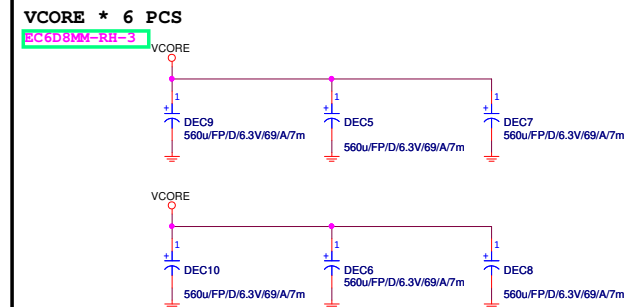 VCORE * 6 PCS
EC6D8MM-RH-3
VCORE
1
+
DEC9
560u/FP/D/6.3V/69/A/7m
1
+
DEC5
560u/FP/D/6.3V/69/A/7m
1
+
DEC7
560u/FP/D/6.3V/69/A/7m
VCORE
1
+
DEC10
560u/FP/D/6.3V/69/A/7m
1
+
DEC6
560u/FP/D/6.3V/69/A/7m
1
+
DEC8
560u/FP/D/6.3V/69/A/7m